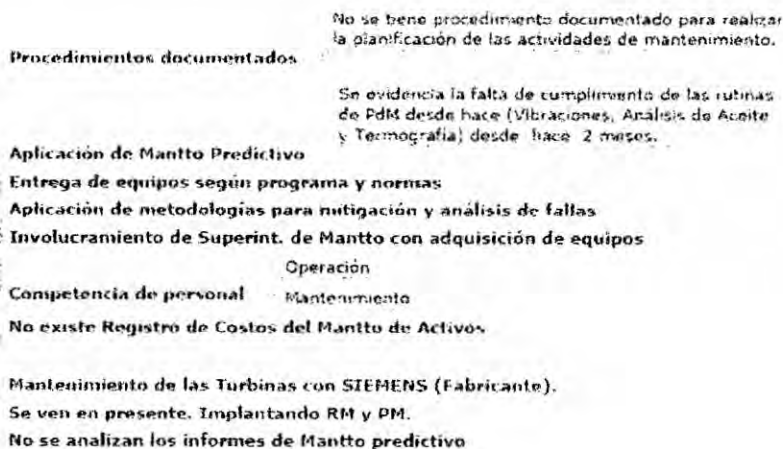 No se tiene procedimiento documentado para realizar
la planificación de las actividades de mantenimiento.
Procedimientos documentados
Se evidencia la falta de cumplimento de las rutinas
de PdM desde hace (Vibraciones, Análisis de Aceite
y Termografía) desde hace 2 meses.
Aplicación de Mantto Predictivo
Entrega de equipos según programa y normas
Aplicación de metodologías para mitigación y análisis de fallas
Involucramiento de Superint. de Mantto con adquisición de equipos
Operación
Competencia de personal Mantenimiento
No existe Registro de Costos del Mantto de Activos
Mantenimiento de las Turbinas con SIEMENS (Fabricante).
Se ven en presente. Implantando RM y PM.
No se analizan los informes de Mantto predictivo